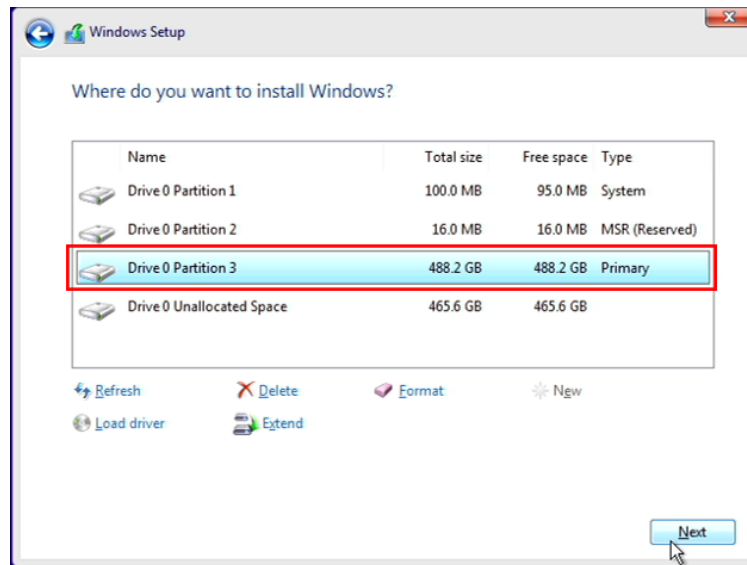 Windows Setup
Where do you want to install Windows?
Name Total size Free space Type
Drive 0 Partition 1 100.0 MB 95.0 MB System
Drive 0 Partition 2 16.0 MB 16.0 MB MSR (Reserved)
Drive 0 Partition 3 488.2 GB 488.2 GB Primary
Drive 0 Unallocated Space 465.6 GB 465.6 GB
Refresh Delete Format New
Load driver Extend
Next